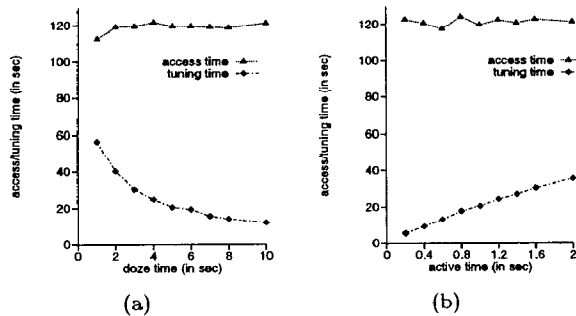 access/tuning time (in sec)
120
100
80
60
40
20
0
access time
tuning time
0 2 4 6 8 10
doze time (in sec)
(a)
access/tuning time (in sec)
120
100
80
60
40
20
0
access time
tuning time
0 0.4 0.8 1.2 1.6 2
active time (in sec)
(b)